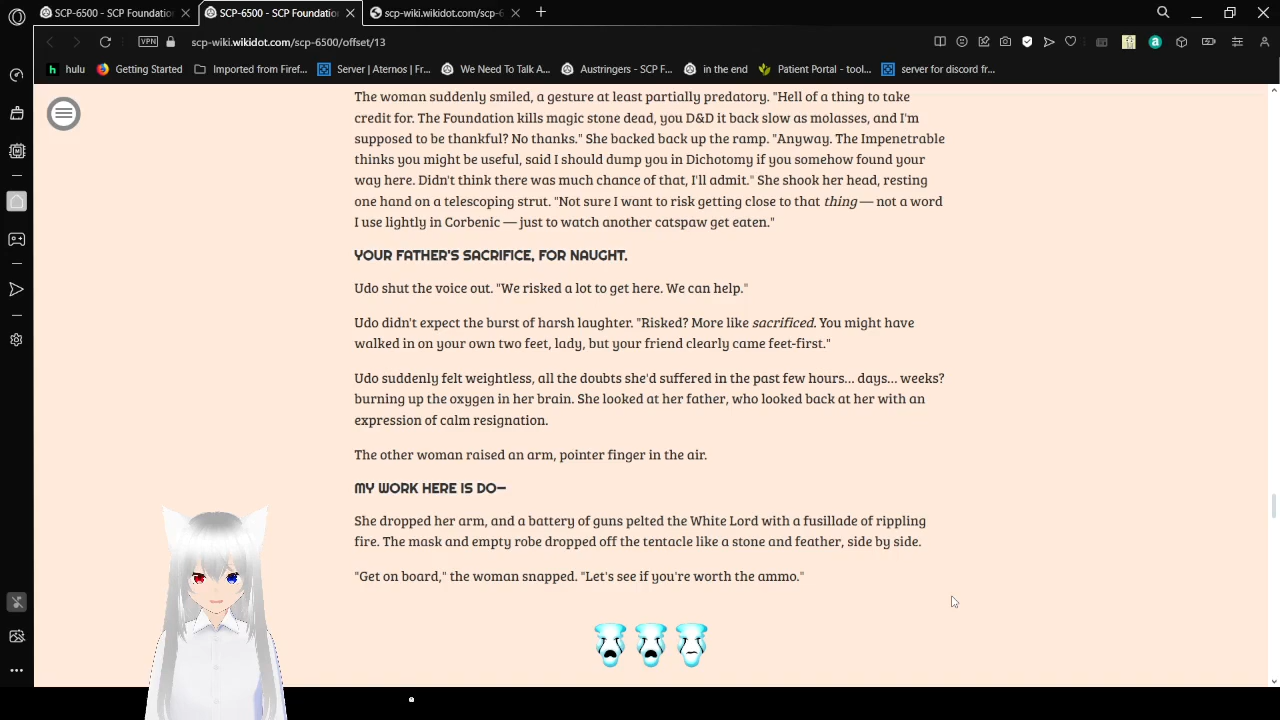 SCP-6500 - SCP Foundation
SCP-6500 - SCP Foundation
scp-wiki.wikidot.com/scp-6
VPN
scp-wiki.wikidot.com/scp-6500/offset/13
hulu
Getting Started
Imported from Firef...
Server | Aternos | Fr...
We Need To Talk A...
Austringers - SCP F...
in the end
Patient Portal - tool...
server for discord fr...
The woman suddenly smiled, a gesture at least partially predatory. "Hell of a thing to take
credit for. The Foundation kills magic stone dead, you D&D it back slow as molasses, and I'm
supposed to be thankful? No thanks." She backed back up the ramp. "Anyway. The Impenetrable
thinks you might be useful, said I should dump you in Dichotomy if you somehow found your
way here. Didn't think there was much chance of that, I'll admit." She shook her head, resting
one hand on a telescoping strut. "Not sure I want to risk getting close to that thing — not a word
I use lightly in Corbenic — just to watch another catspaw get eaten."
YOUR FATHER'S SACRIFICE, FOR NAUGHT.
Udo shut the voice out. "We risked a lot to get here. We can help."
Udo didn't expect the burst of harsh laughter. "Risked? More like sacrificed. You might have
walked in on your own two feet, lady, but your friend clearly came feet-first."
Udo suddenly felt weightless, all the doubts she'd suffered in the past few hours... days... weeks?
burning up the oxygen in her brain. She looked at her father, who looked back at her with an
expression of calm resignation.
The other woman raised an arm, pointer finger in the air.
MY WORK HERE IS DO—
She dropped her arm, and a battery of guns pelted the White Lord with a fusillade of rippling
fire. The mask and empty robe dropped off the tentacle like a stone and feather, side by side.
"Get on board," the woman snapped. "Let's see if you're worth the ammo."